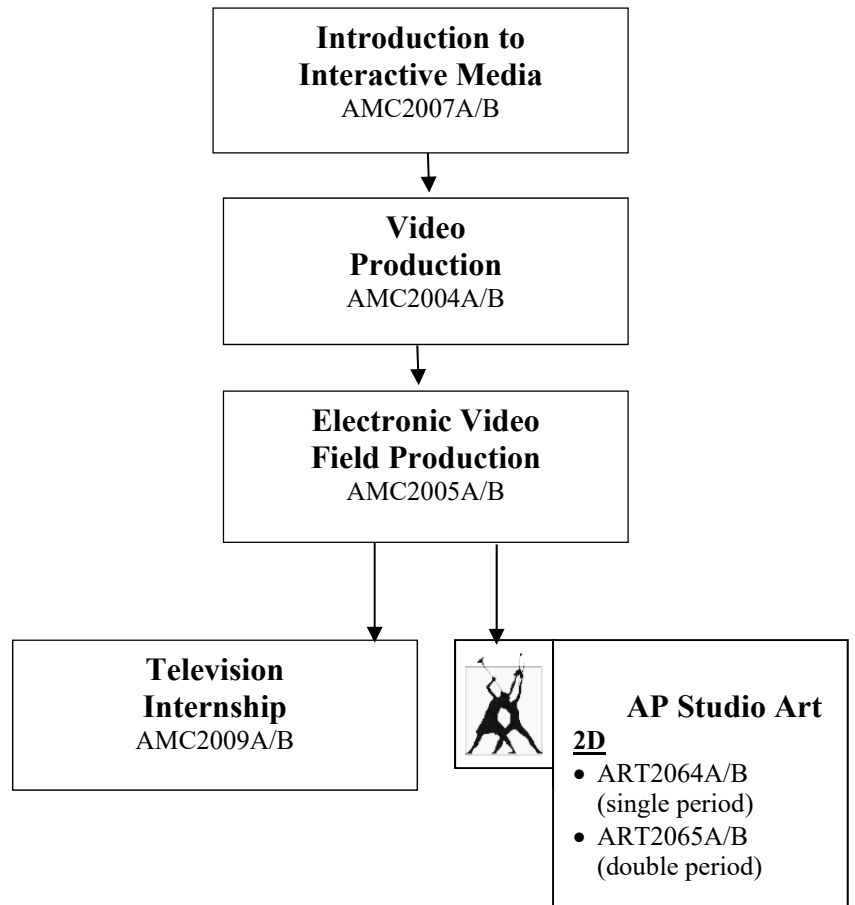 Introduction to
Interactive Media
AMC2007A/B
Video
Production
AMC2004A/B
Electronic Video
Field Production
AMC2005A/B
Television
Internship
AMC2009A/B
AP Studio Art
2D
• ART2064A/B
(single period)
• ART2065A/B
(double period)